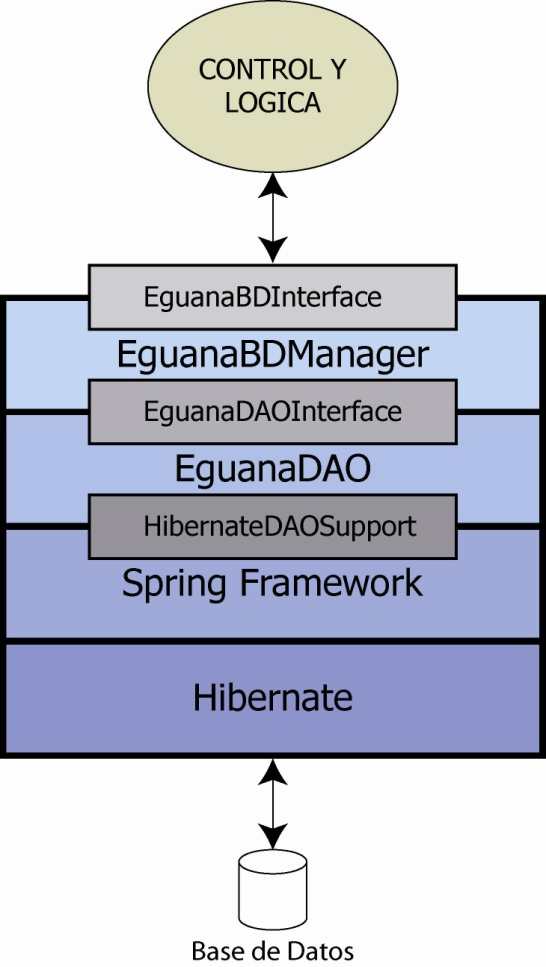 CONTROL Y
LOGICA
EguanaBDInterface
EguanaBDManager
EguanaDAOInterface
EguanaDAO
HibernateDAOSupport
Spring Framework
Hibernate
Base de Datos